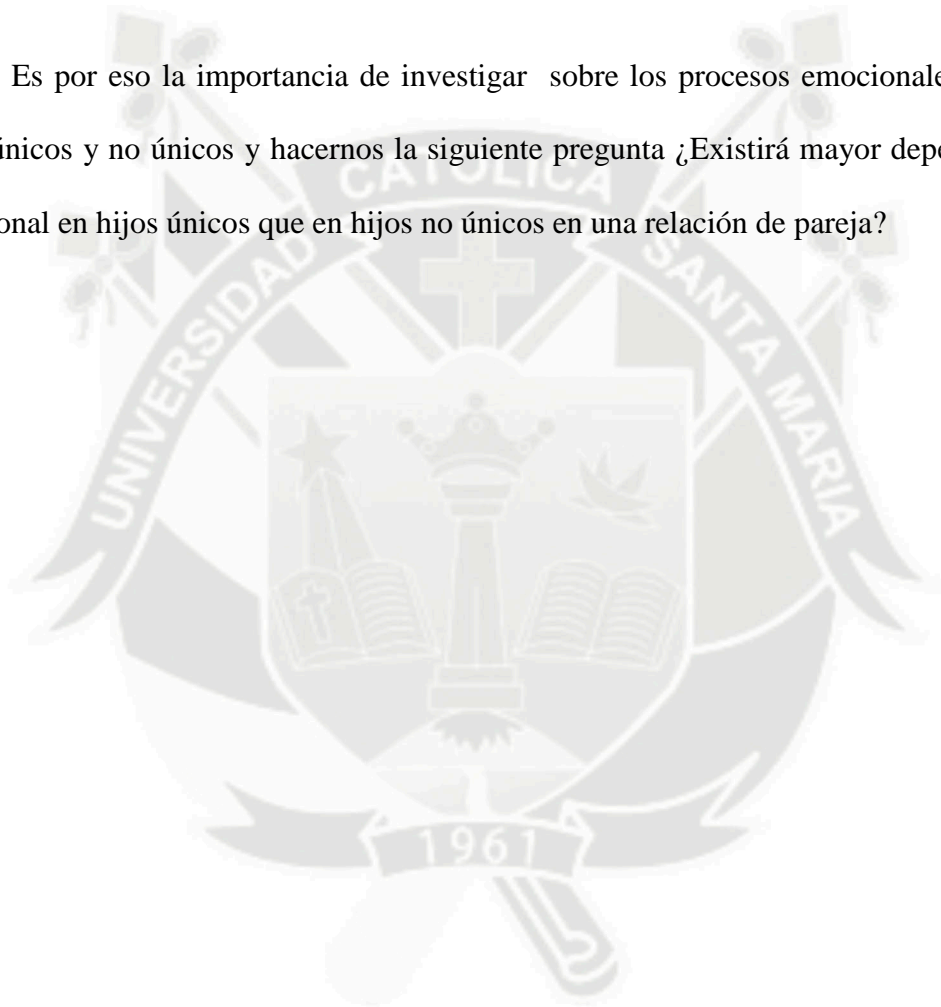 Es por eso la importancia de investigar sobre los procesos emocionale
únicos y no únicos y hacernos la siguiente pregunta ¿Existirá mayor depe
onal en hijos únicos que en hijos no únicos en una relación de pareja?
UNIVERSIDAD CATOLICA SANTA MARIA
1961